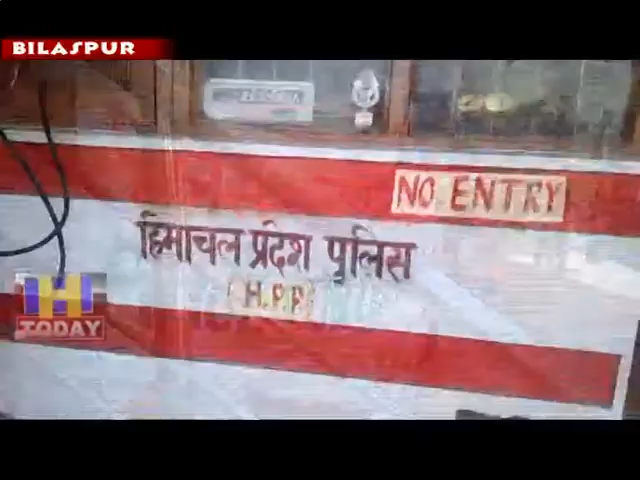 BILASPUR
NO ENTRY
हिमाचल प्रदेश पुलिस
(H.P.P)
H
TODAY